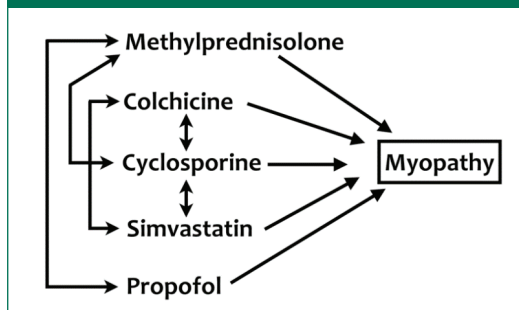 Methylprednisolone
Colchicine
Cyclosporine
Myopathy
Simvastatin
Propofol